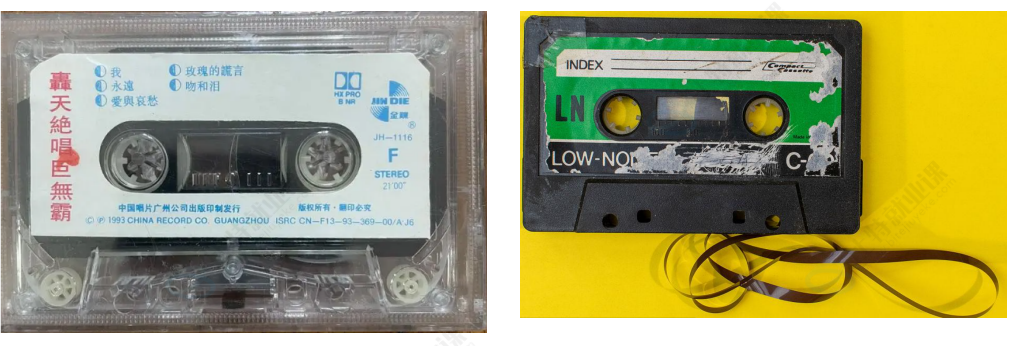 轟天絶唱
無霸
我
玫瑰的謊言
永遠
吻和泪
愛與哀愁
HX PRO
B NR
JIN DIE
金碟
®
JH-1116
F
STEREO
21'00"
中国唱片广州公司出版印制发行
版权所有·翻印必究
© ℗ 1993 CHINA RECORD CO. GUANGZHOU ISRC CN-F13-93-369-00/A·J6
INDEX
Compact
Cassette
LN
LOW-NOI
C-